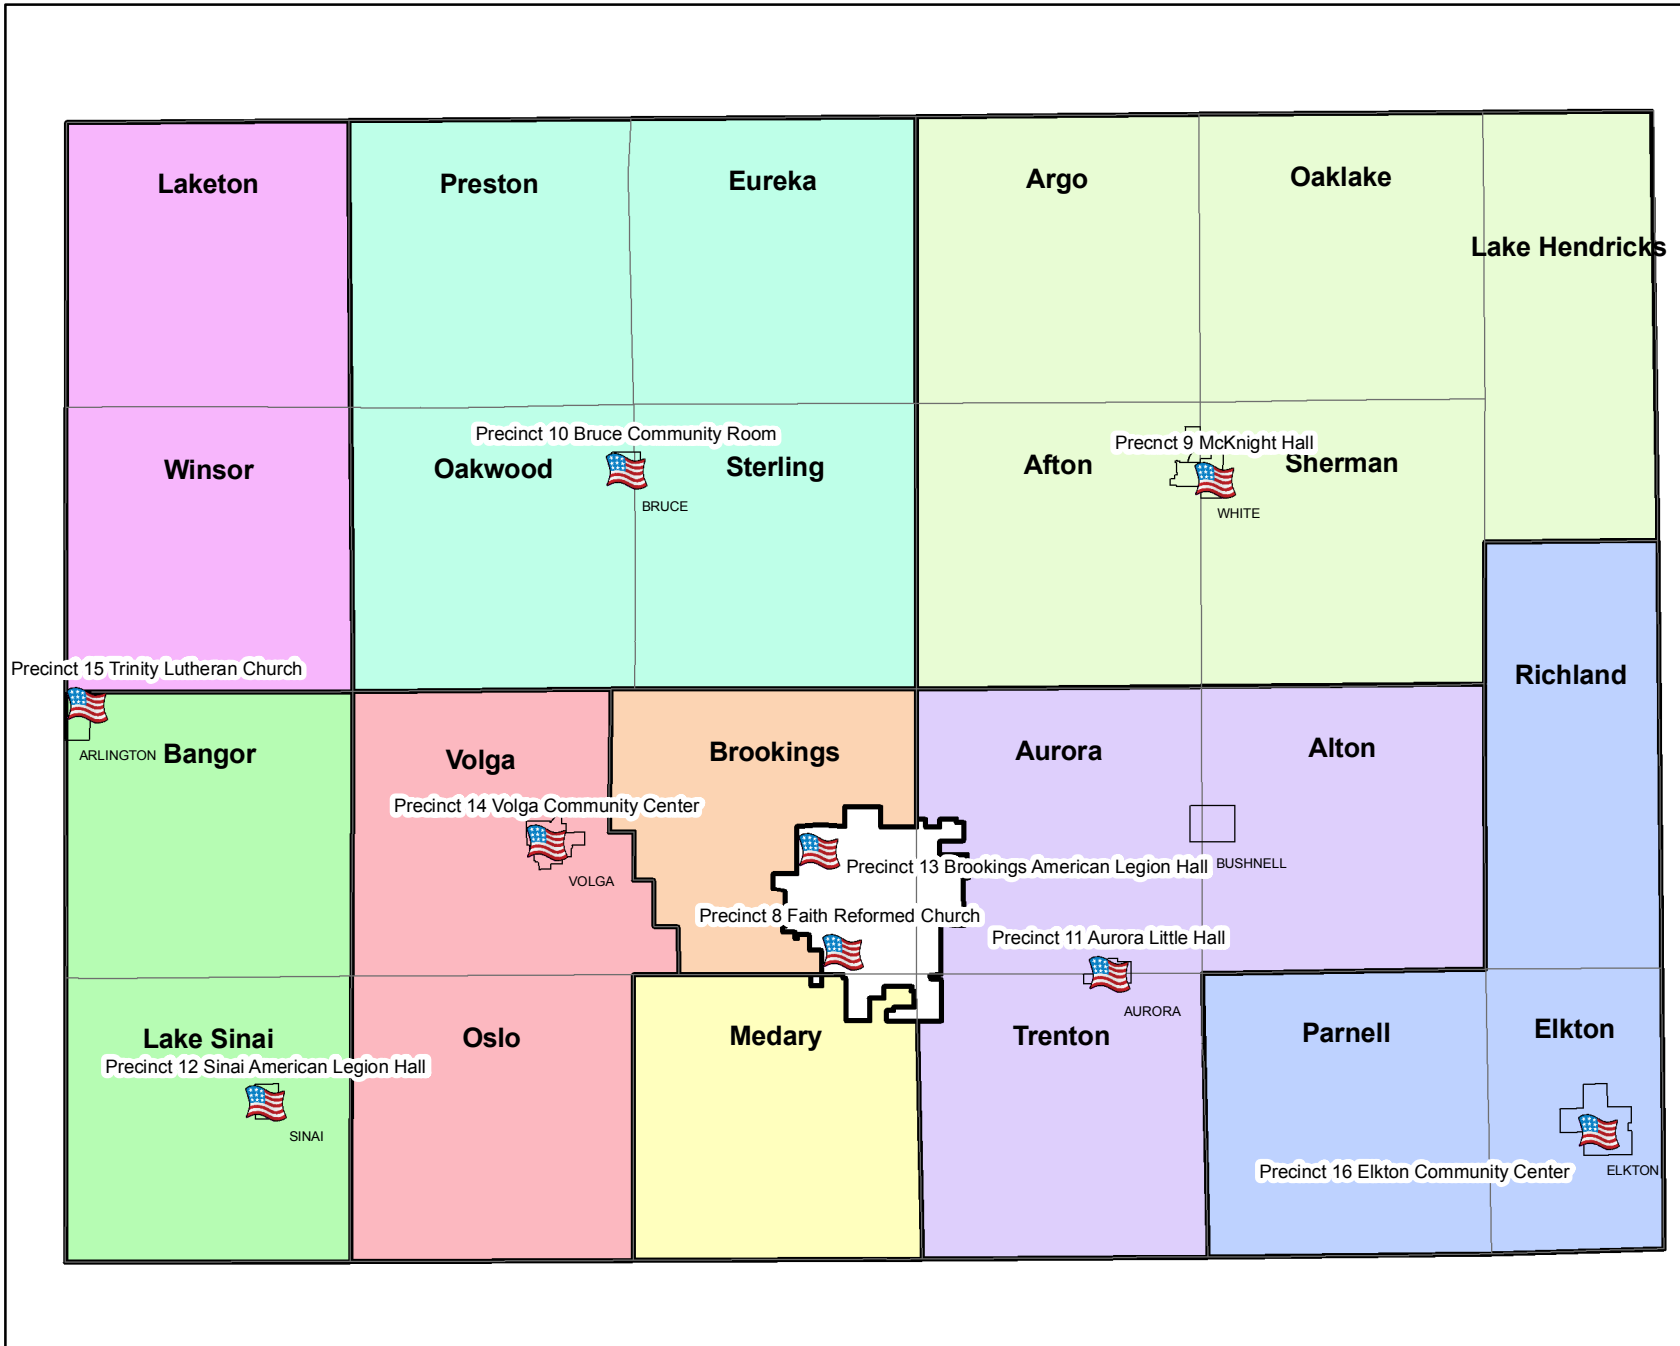 Laketon
Preston
Eureka
Argo
Oaklake
Lake Hendricks
Winsor
Precinct 10 Bruce Community Room
Oakwood
Sterling
BRUCE
Precnct 9 McKnight Hall
Afton
Sherman
WHITE
Precinct 15 Trinity Lutheran Church
ARLINGTON
Bangor
Volga
Brookings
Aurora
Alton
Richland
Precinct 14 Volga Community Center
VOLGA
Precinct 13 Brookings American Legion Hall
BUSHNELL
Precinct 8 Faith Reformed Church
Precinct 11 Aurora Little Hall
AURORA
Lake Sinai
Oslo
Medary
Trenton
Parnell
Elkton
Precinct 12 Sinai American Legion Hall
SINAI
Precinct 16 Elkton Community Center
ELKTON